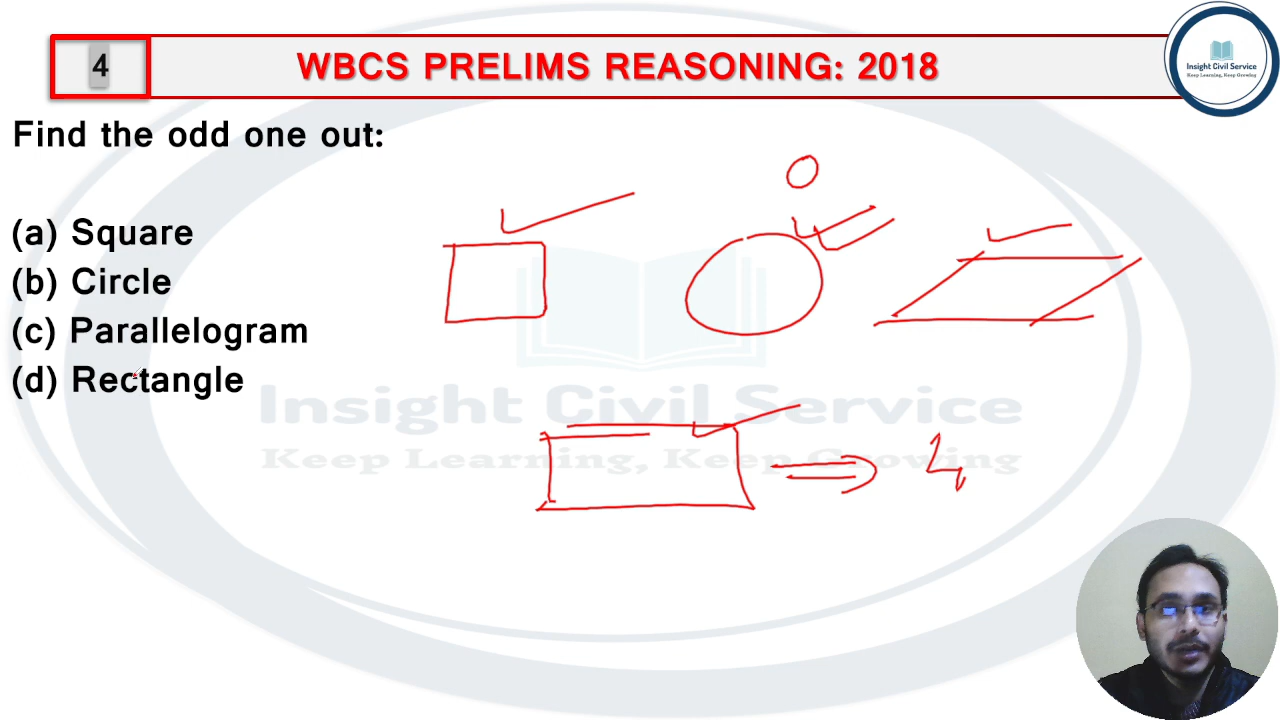 4
WBCS PRELIMS REASONING: 2018
Insight Civil Service
Keep Learning, Keep Growing
Find the odd one out:
0
(a) Square
(b) Circle
(c) Parallelogram
(d) Rectangle
Insight Civil Service
Keep Learning, Keep Growing
4